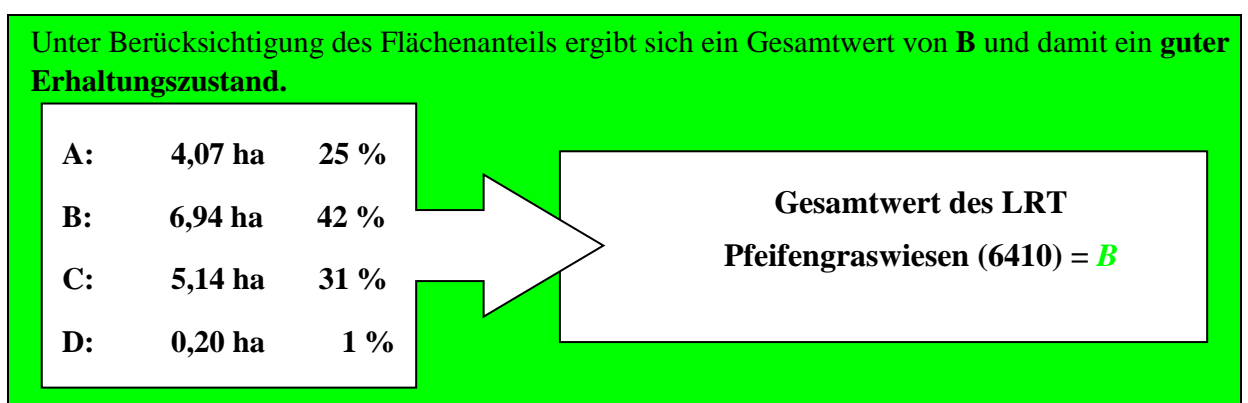 Unter Berücksichtigung des Flächenanteils ergibt sich ein Gesamtwert von B und damit ein guter
Erhaltungszustand.
A: 4,07 ha 25 %
B: 6,94 ha 42 %
C: 5,14 ha 31 %
D: 0,20 ha 1 %
Gesamtwert des LRT
Pfeifengraswiesen (6410) = B